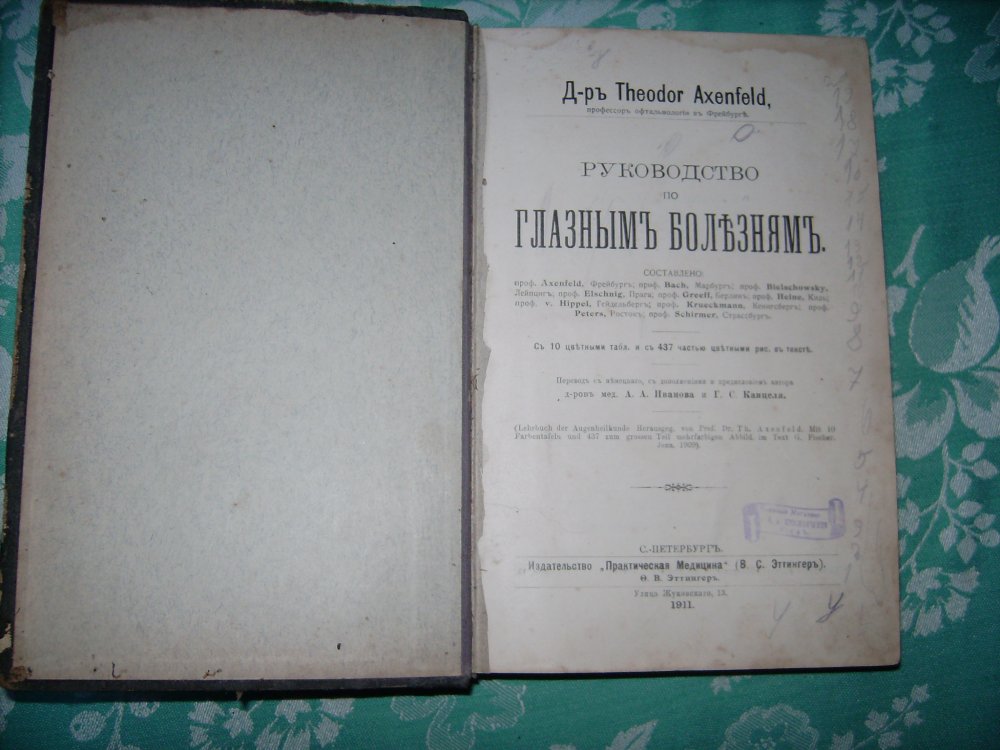 Д-ръ Theodor Axenfeld,
профессоръ офтальмологіи въ Фрейбургѣ.
РУКОВОДСТВО
ПО
ГЛАЗНЫМЪ БОЛѢЗНЯМЪ.
СОСТАВЛЕНО:
проф. Axenfeld, Фрейбургъ; проф. Bach, Марбургъ; проф. Bielschowsky,
Лейпцигъ; проф. Elschnig, Прага; проф. Greeff, Берлинъ; проф. Heine, Киль;
проф. v. Hippel, Гейдельбергъ; проф. Krueckmann, Кенигсбергъ; проф.
Peters, Ростокъ; проф. Schirmer, Страссбургъ.
Съ 10 цвѣтными табл. и съ 437 частью цвѣтными рис. въ текстѣ.
Переводъ съ нѣмецкаго, съ дополненіями и предисловіемъ автора
д-ровъ мед. А. А. Иванова и Г. С. Канцеля.
(Lehrbuch der Augenheilkunde Herausgeg. von Prof. Dr. Th. Axenfeld. Mit 10
Farbentafeln und 437 zum grossen Teil mehrfarbigen Abbild. im Text G. Fischer.
Jena, 1909).
С.-ПЕТЕРБУРГЪ.
Издательство „Практическая Медицина“ (В. С. Эттингеръ).
Ѳ. В. Эттингеръ.
Улица Жуковскаго, 13.
1911.